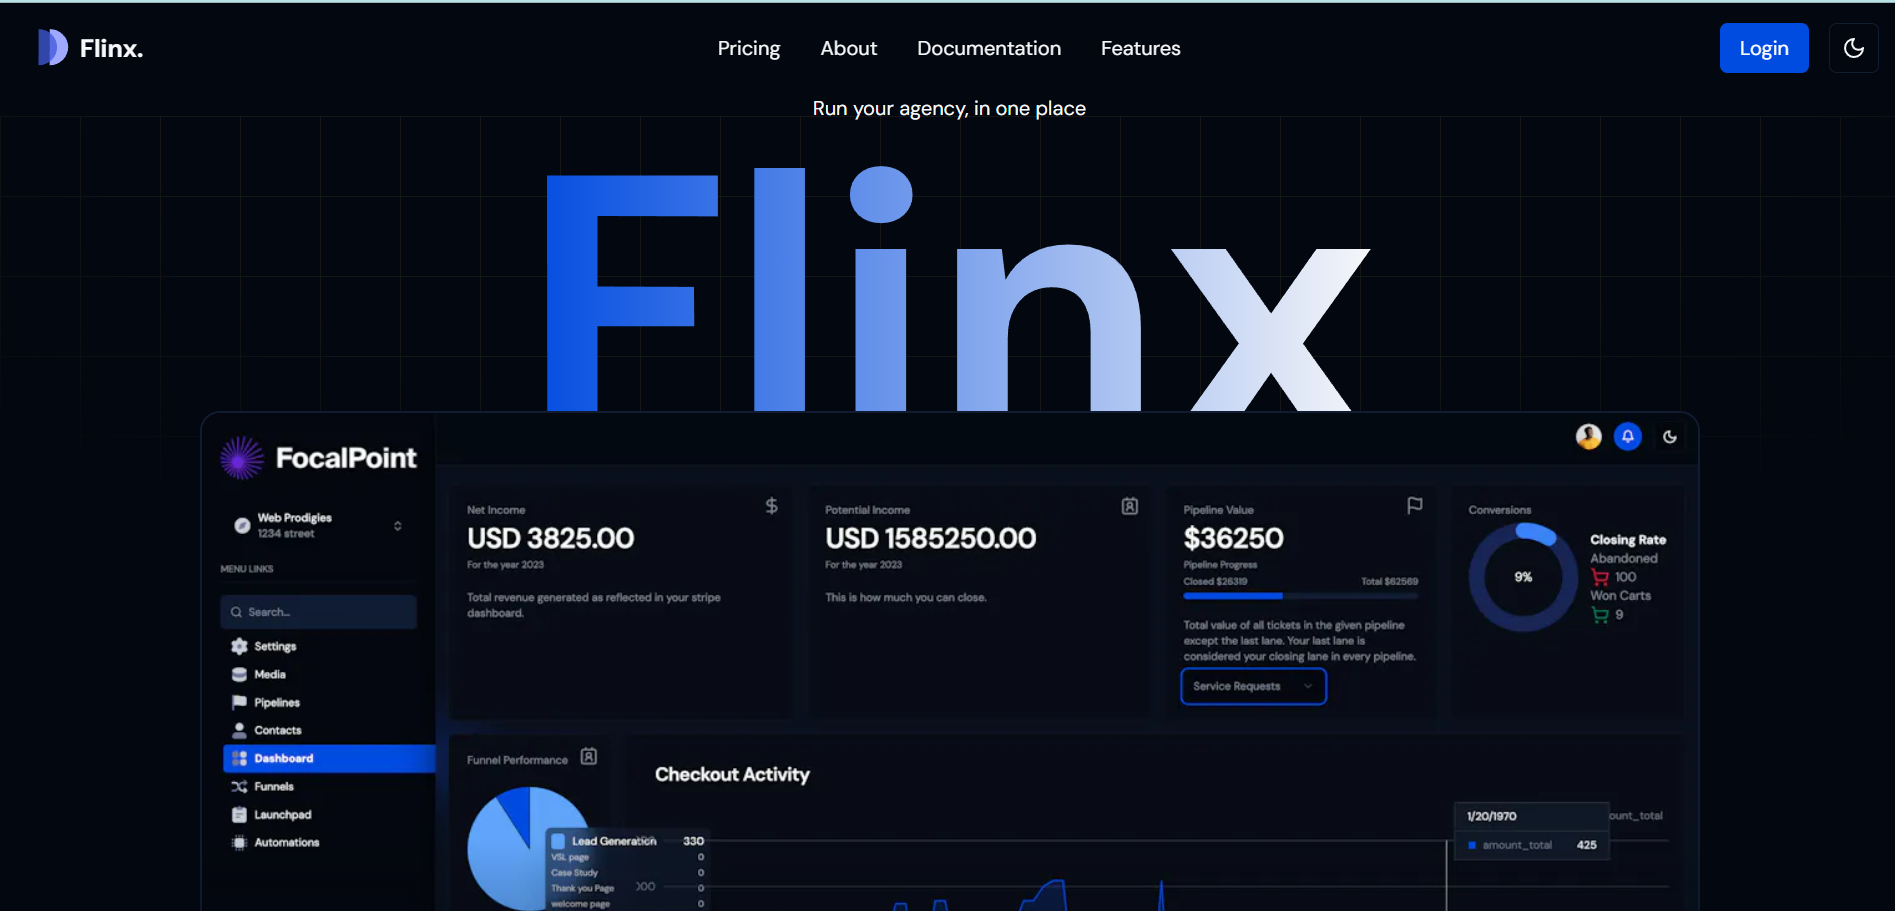 Flinx.
Pricing
About
Documentation
Features
Login
Run your agency, in one place
Flinx
FocalPoint
Web Prodigies
1234 street
MENU LINKS
Search...
Settings
Media
Pipelines
Contacts
Dashboard
Funnels
Launchpad
Automations
Net Income
USD 3825.00
For the year 2023
Total revenue generated as reflected in your stripe
dashboard.
Potential Income
USD 1585250.00
For the year 2023
This is how much you can close.
Pipeline Value
$36250
Pipeline Progress
Closed $26319
Total $62569
Total value of all tickets in the given pipeline
except the last lane. Your last lane is
considered your closing lane in every pipeline.
Service Requests
Conversions
9%
Closing Rate
Abandoned
100
Won Carts
9
Funnel Performance
Lead Generation 330
VSL page 0
Case Study 0
Thank you Page 0
welcome page 0
Checkout Activity
1/20/1970
amount_total 425
ount_total